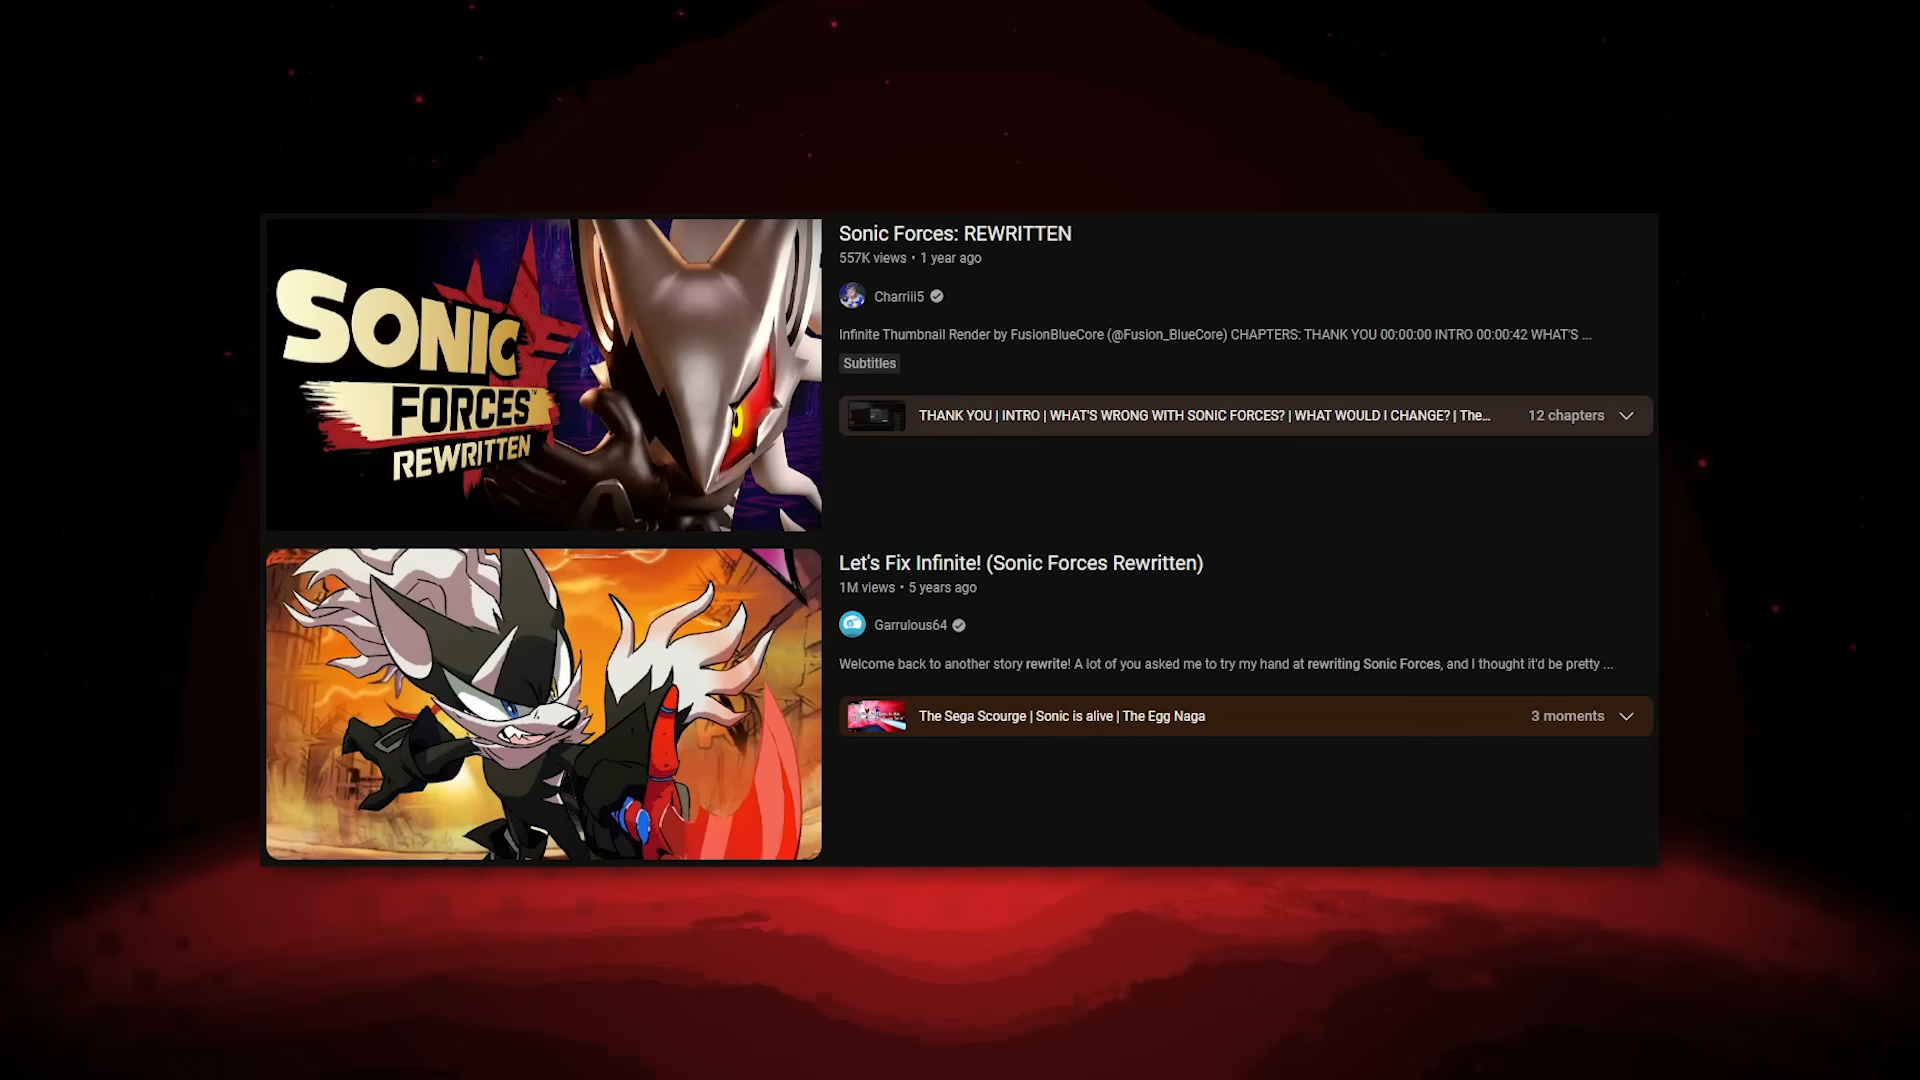 SONIC
FORCES™
REWRITTEN
Sonic Forces: REWRITTEN
557K views • 1 year ago
Charriii5
Infinite Thumbnail Render by FusionBlueCore (@Fusion_BlueCore) CHAPTERS: THANK YOU 00:00:00 INTRO 00:00:42 WHAT'S ...
Subtitles
THANK YOU | INTRO | WHAT'S WRONG WITH SONIC FORCES? | WHAT WOULD I CHANGE? | The... 12 chapters
Let's Fix Infinite! (Sonic Forces Rewritten)
1M views • 5 years ago
Garrulous64
Welcome back to another story rewrite! A lot of you asked me to try my hand at rewriting Sonic Forces, and I thought it'd be pretty ...
The Sega Scourge | Sonic is alive | The Egg Naga 3 moments